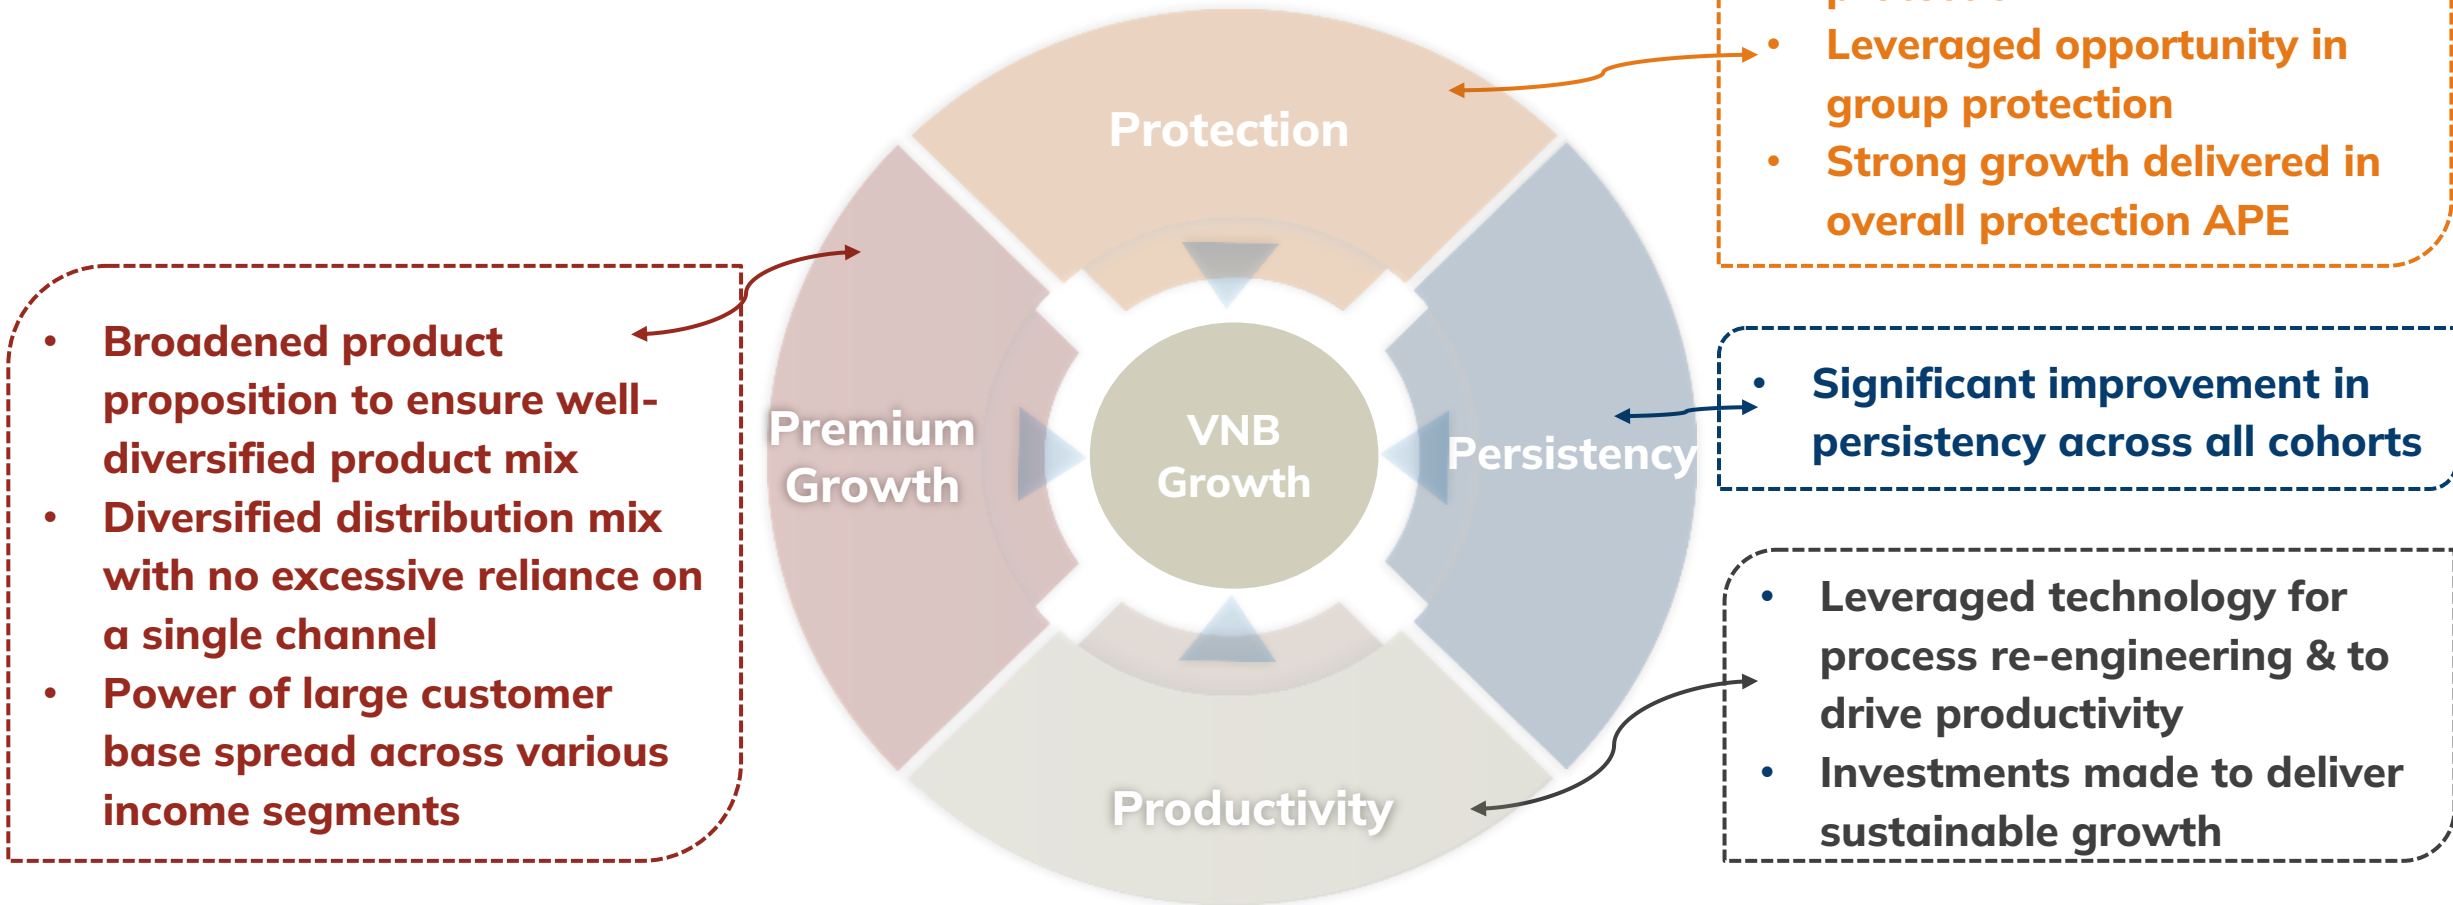 • Leveraged opportunity in
group protection
• Strong growth delivered in
overall protection APE
Protection
• Broadened product
proposition to ensure well-
diversified product mix
• Diversified distribution mix
with no excessive reliance on
a single channel
• Power of large customer
base spread across various
income segments
Premium
Growth
VNB
Growth
Persistency
• Significant improvement in
persistency across all cohorts
Productivity
• Leveraged technology for
process re-engineering & to
drive productivity
• Investments made to deliver
sustainable growth